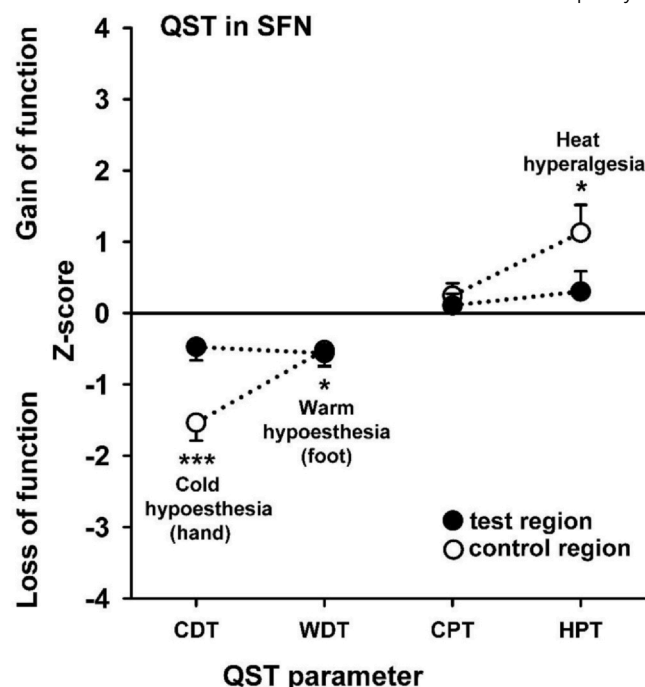 QST in SFN
Gain of function
Loss of function
Z-score
4
3
2
1
0
-1
-2
-3
-4
Heat
hyperalgesia
*
*
Warm
hypoesthesia
(foot)
***
Cold
hypoesthesia
(hand)
test region
control region
CDT WDT CPT HPT
QST parameter